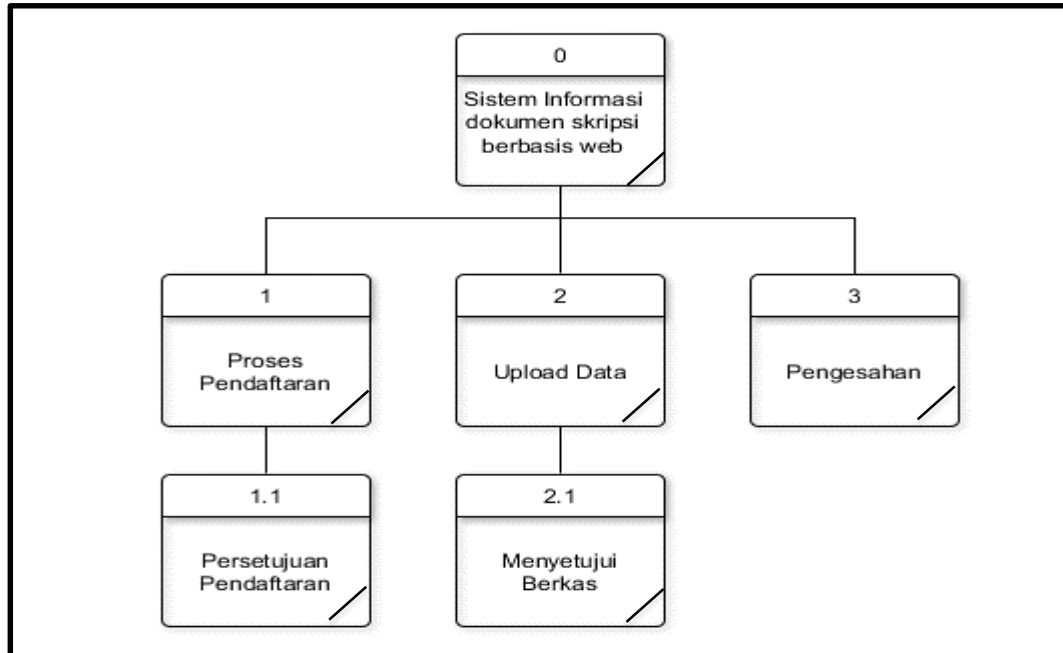 0
Sistem Informasi
dokumen skripsi
berbasis web
1
Proses
Pendaftaran
2
Upload Data
3
Pengesahan
1.1
Persetujuan
Pendaftaran
2.1
Menyetujui
Berkas